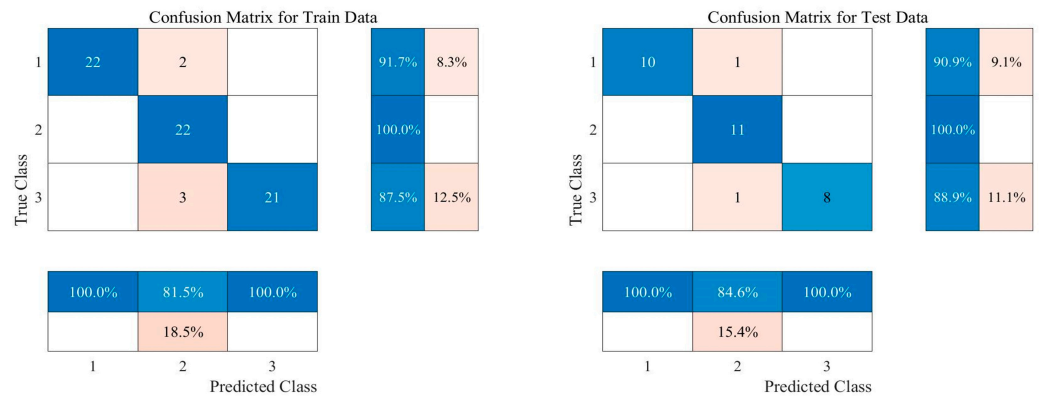 Confusion Matrix for Train Data
1 22 2 91.7% 8.3%
2 22 100.0%
3 3 21 87.5% 12.5%
True Class
100.0% 81.5% 100.0%
18.5%
1 2 3
Predicted Class
Confusion Matrix for Test Data
1 10 1 90.9% 9.1%
2 11 100.0%
3 1 8 88.9% 11.1%
True Class
100.0% 84.6% 100.0%
15.4%
1 2 3
Predicted Class